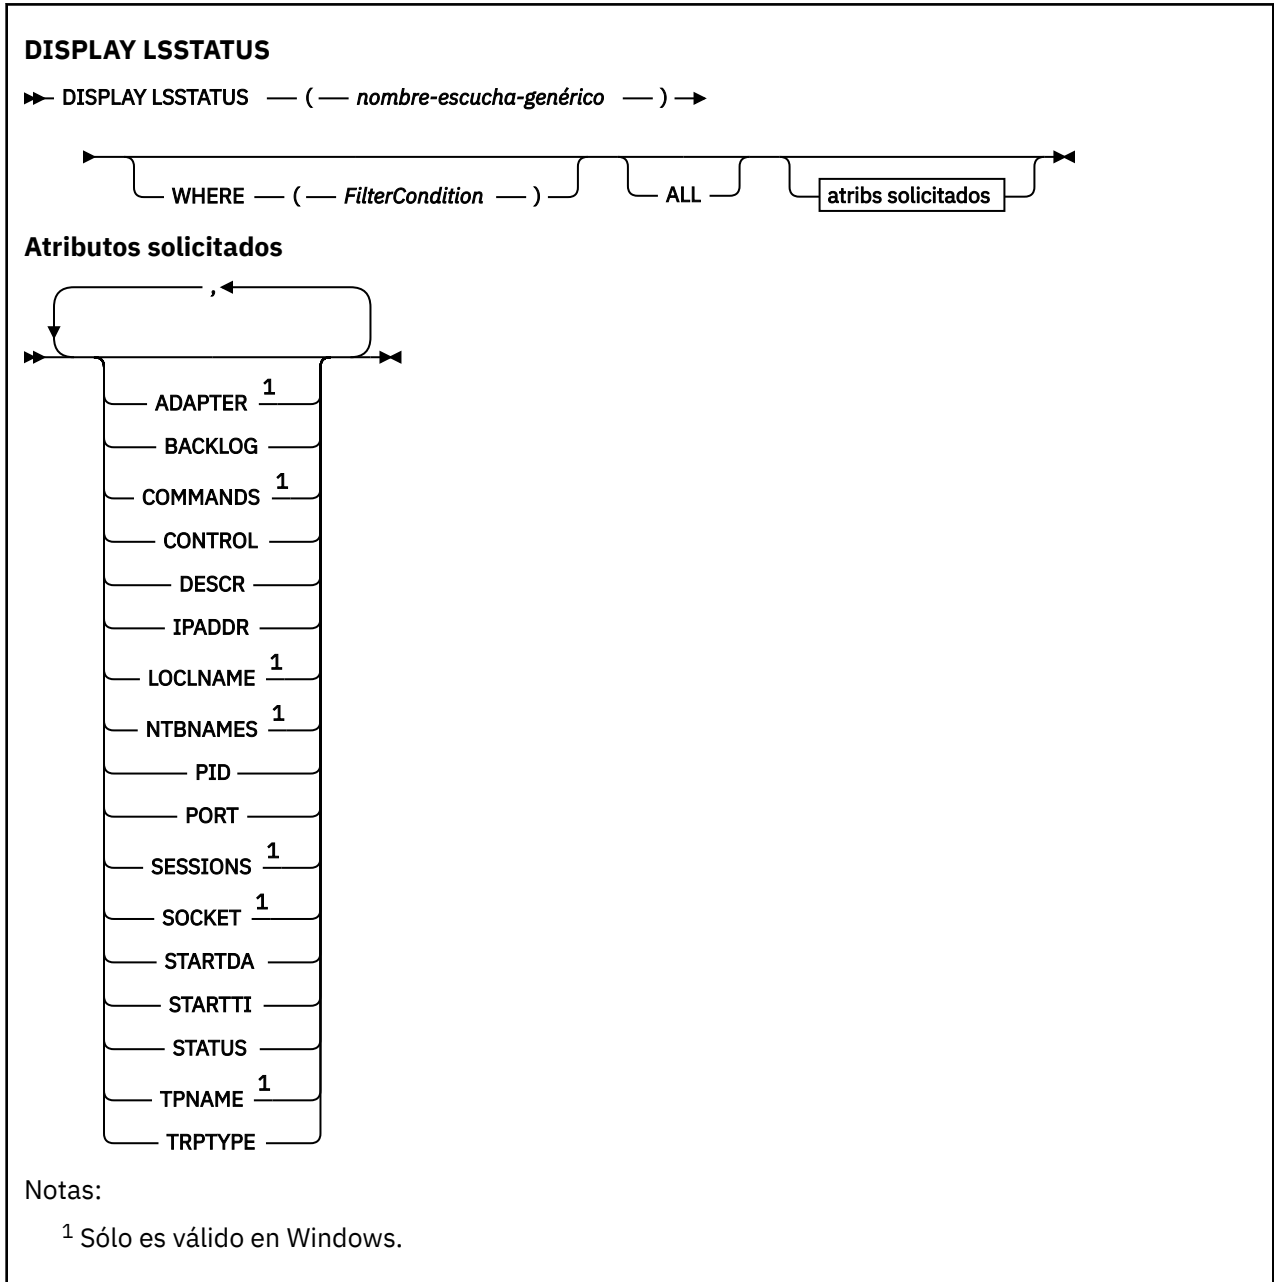 DISPLAY LSSTATUS
DISPLAY LSSTATUS ( nombre-escucha-genérico )
WHERE ( FilterCondition ) ALL atribs solicitados
Atributos solicitados
,
ADAPTER 1
BACKLOG
COMMANDS 1
CONTROL
DESCR
IPADDR
LOCLNAME 1
NTBNAMES 1
PID
PORT
SESSIONS 1
SOCKET 1
STARTDA
STARTTI
STATUS
TPNAME 1
TRPTYPE
Notas:
1 Sólo es válido en Windows.